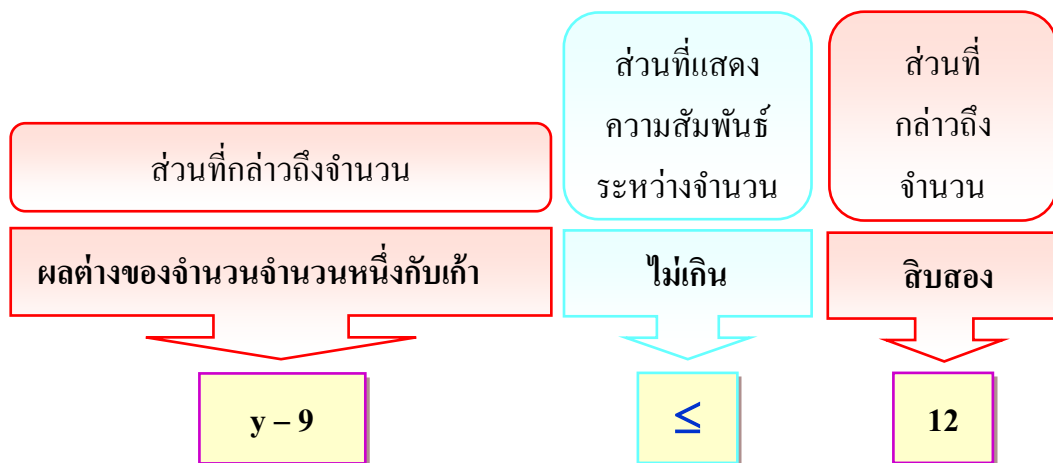 ส่วนที่กล่าวถึงจำนวน
ส่วนที่แสดง
ความสัมพันธ์
ระหว่างจำนวน
ส่วนที่
กล่าวถึง
จำนวน
ผลต่างของจำนวนจำนวนหนึ่งกับเก้า
ไม่เกิน
สิบสอง
y – 9
≤
12